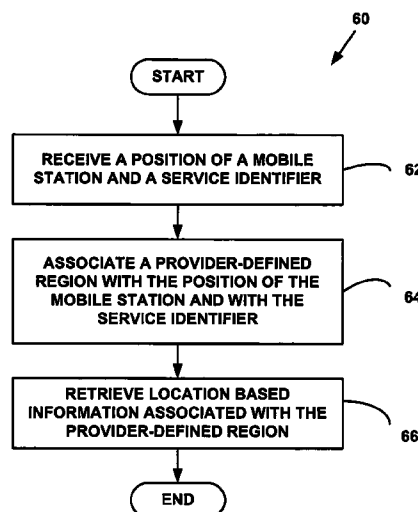 60
START
RECEIVE A POSITION OF A MOBILE
STATION AND A SERVICE IDENTIFIER
62
ASSOCIATE A PROVIDER-DEFINED
REGION WITH THE POSITION OF THE
MOBILE STATION AND WITH THE
SERVICE IDENTIFIER
64
RETRIEVE LOCATION BASED
INFORMATION ASSOCIATED WITH THE
PROVIDER-DEFINED REGION
66
END